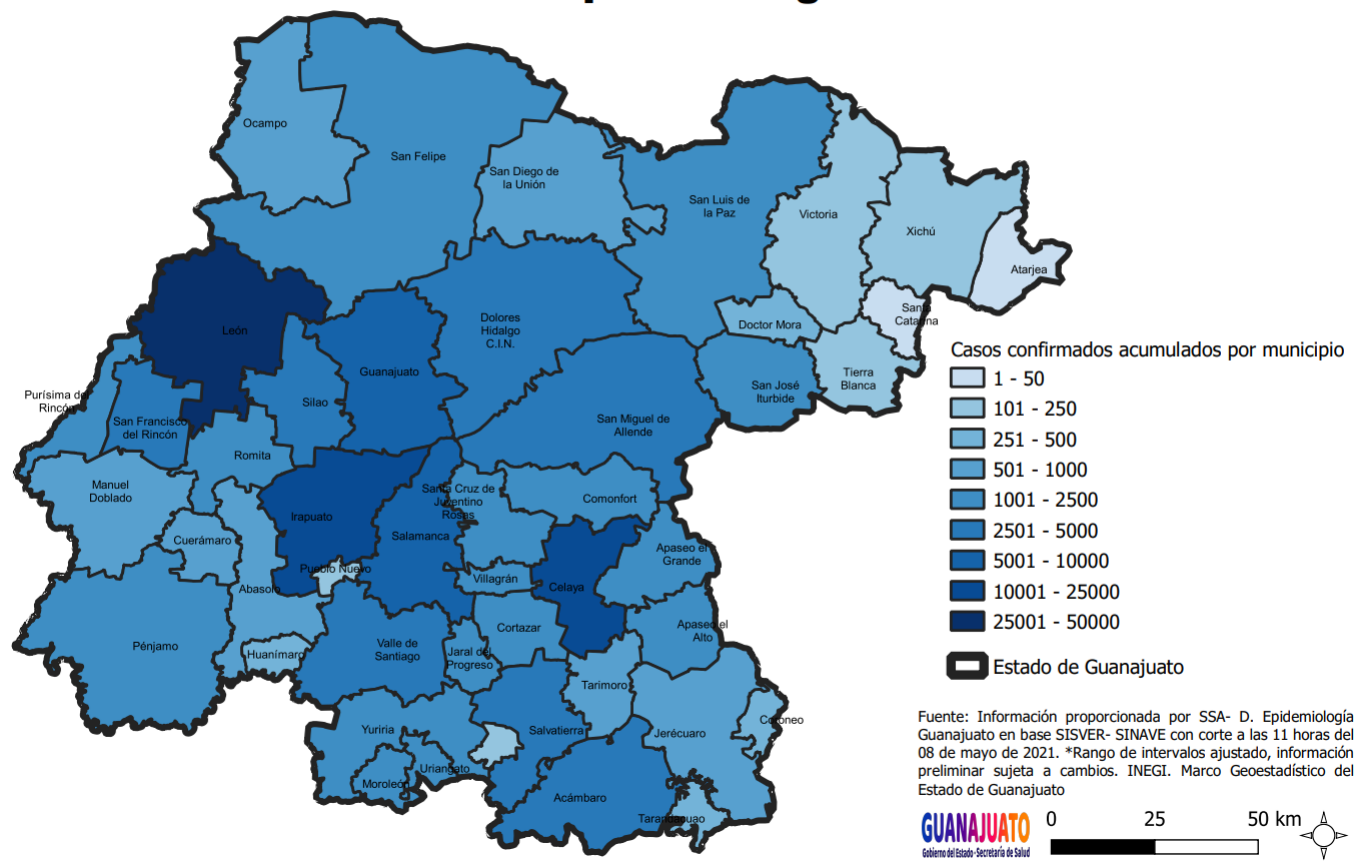 Ocampo
San Felipe
San Diego de
la Unión
San Luis de
la Paz
Victoria
Xichú
Atarjea
León
Dolores
Hidalgo
C.I.N.
Doctor Mora
Santa
Catarina
Guanajuato
Tierra
Blanca
San José
Iturbide
Purísima del
Rincón
Silao
San Francisco
del Rincón
San Miguel de
Allende
Romita
Manuel
Doblado
Santa Cruz de
Juventino
Rosas
Comonfort
Irapuato
Salamanca
Cuerámaro
Apaseo el
Grande
Pueblo Nuevo
Villagrán
Celaya
Abasolo
Cortazar
Apaseo el
Alto
Pénjamo
Huanímaro
Valle de
Santiago
Jaral del
Progreso
Tarimoro
Yuriria
Salvatierra
Jerécuaro
Coroneo
Uriangato
Moroleón
Acámbaro
Tarandacuao
Casos confirmados acumulados por municipio
1 - 50
101 - 250
251 - 500
501 - 1000
1001 - 2500
2501 - 5000
5001 - 10000
10001 - 25000
25001 - 50000
Estado de Guanajuato
Fuente: Información proporcionada por SSA- D. Epidemiología
Guanajuato en base SISVER- SINAVE con corte a las 11 horas del
08 de mayo de 2021. *Rango de intervalos ajustado, información
preliminar sujeta a cambios. INEGI. Marco Geoestadístico del
Estado de Guanajuato
GUANAJUATO
Gobierno del Estado-Secretaría de Salud
0 25 50 km